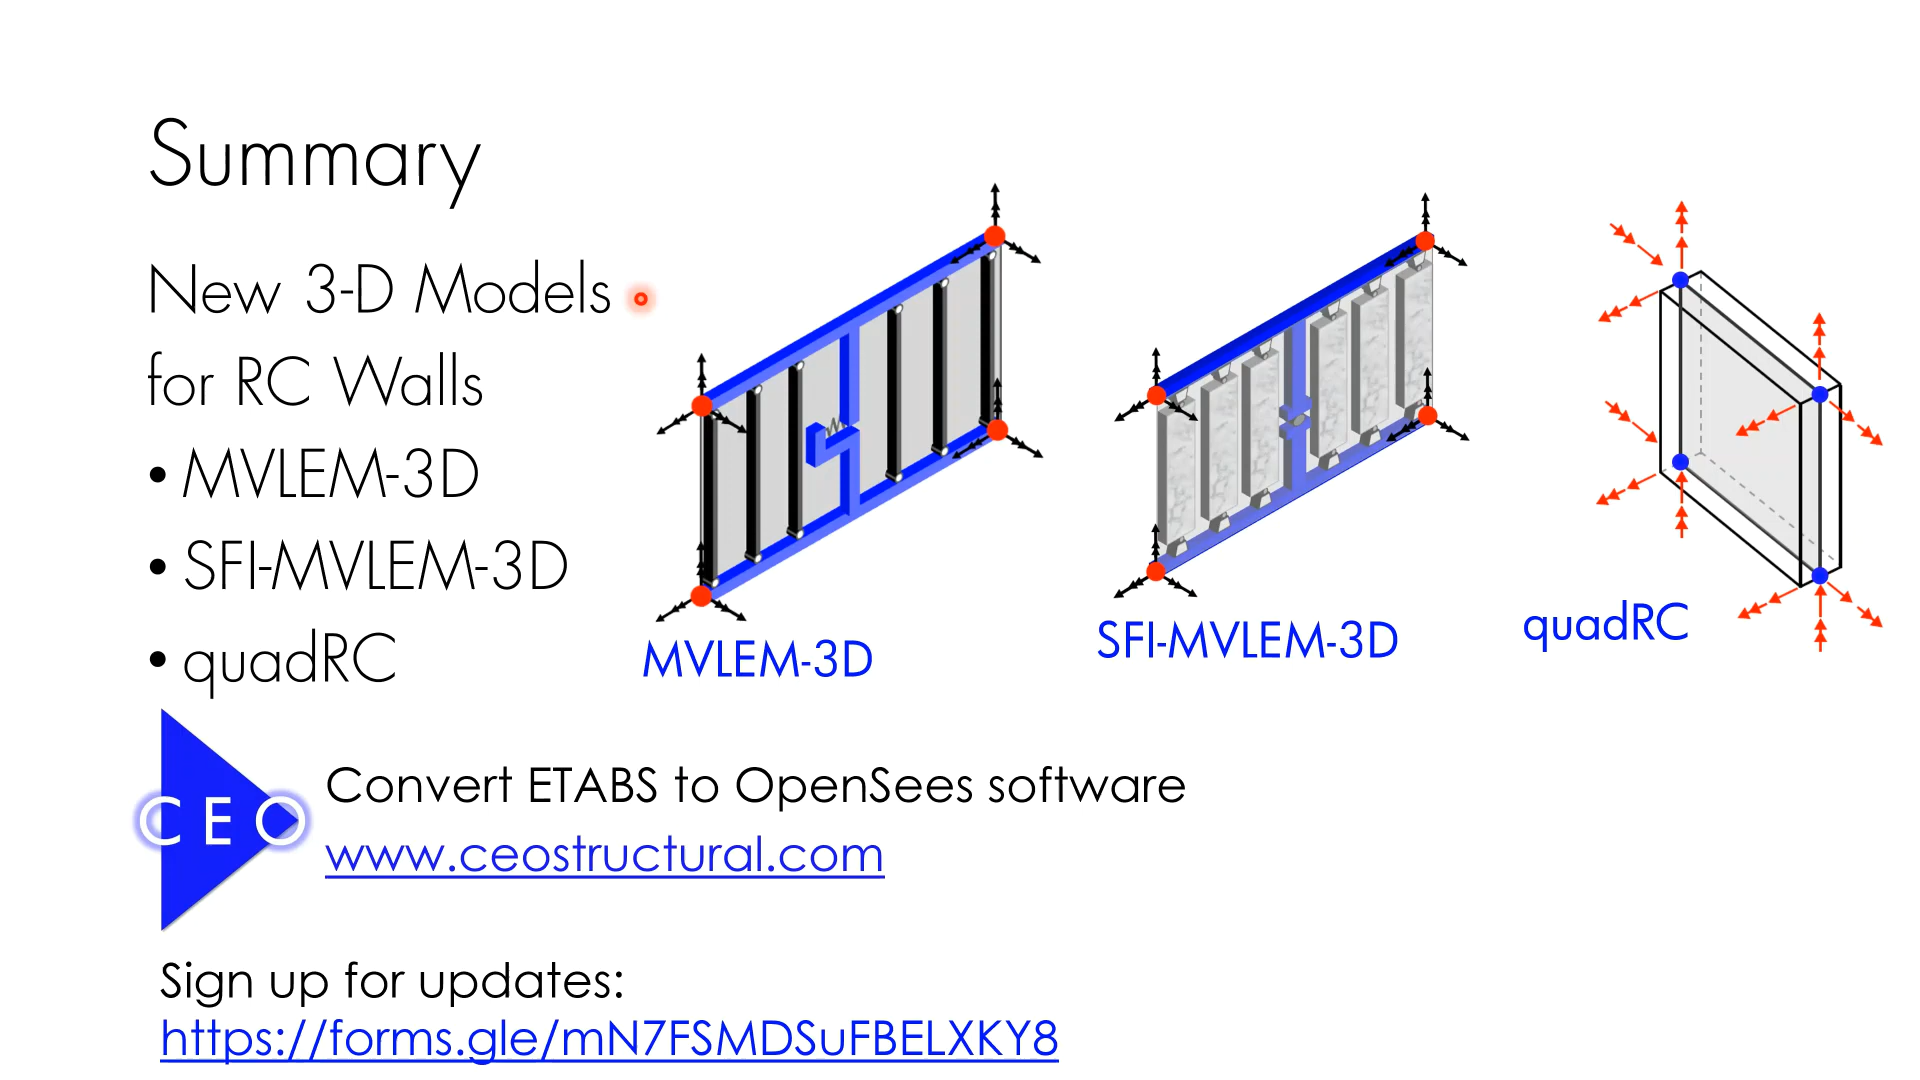 Summary
New 3-D Models
for RC Walls
• MVLEM-3D
• SFI-MVLEM-3D
• quadRC
MVLEM-3D
SFI-MVLEM-3D
quadRC
CEO
Convert ETABS to OpenSees software
www.ceostructural.com
Sign up for updates:
https://forms.gle/mN7FSMDSuFBELXKY8